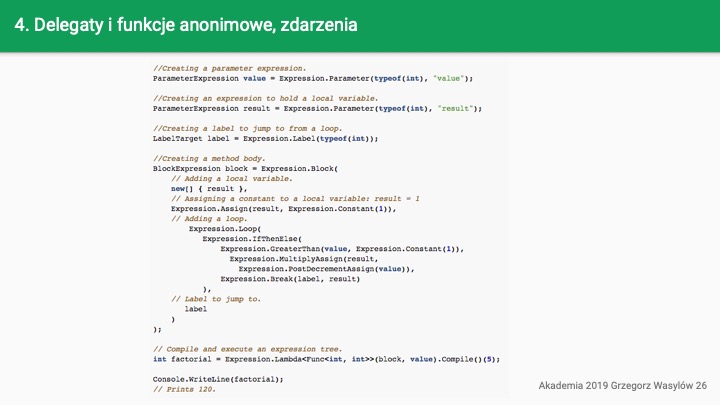 4. Delegaty i funkcje anonimowe, zdarzenia
//Creating a parameter expression.
ParameterExpression value = Expression.Parameter(typeof(int), "value");
//Creating an expression to hold a local variable.
ParameterExpression result = Expression.Parameter(typeof(int), "result");
//Creating a label to jump to from a loop.
LabelTarget label = Expression.Label(typeof(int));
//Creating a method body.
BlockExpression block = Expression.Block(
// Adding a local variable.
new[] { result },
// Assigning a constant to a local variable: result = 1
Expression.Assign(result, Expression.Constant(1)),
// Adding a loop.
Expression.Loop(
Expression.IfThenElse(
Expression.GreaterThan(value, Expression.Constant(1)),
Expression.MultiplyAssign(result,
Expression.PostDecrementAssign(value)),
Expression.Break(label, result)
),
// Label to jump to.
label
)
);
// Compile and execute an expression tree.
int factorial = Expression.Lambda<Func<int, int>>(block, value).Compile()(5);
Console.WriteLine(factorial);
// Prints 120.
Akademia 2019 Grzegorz Wasylów 26